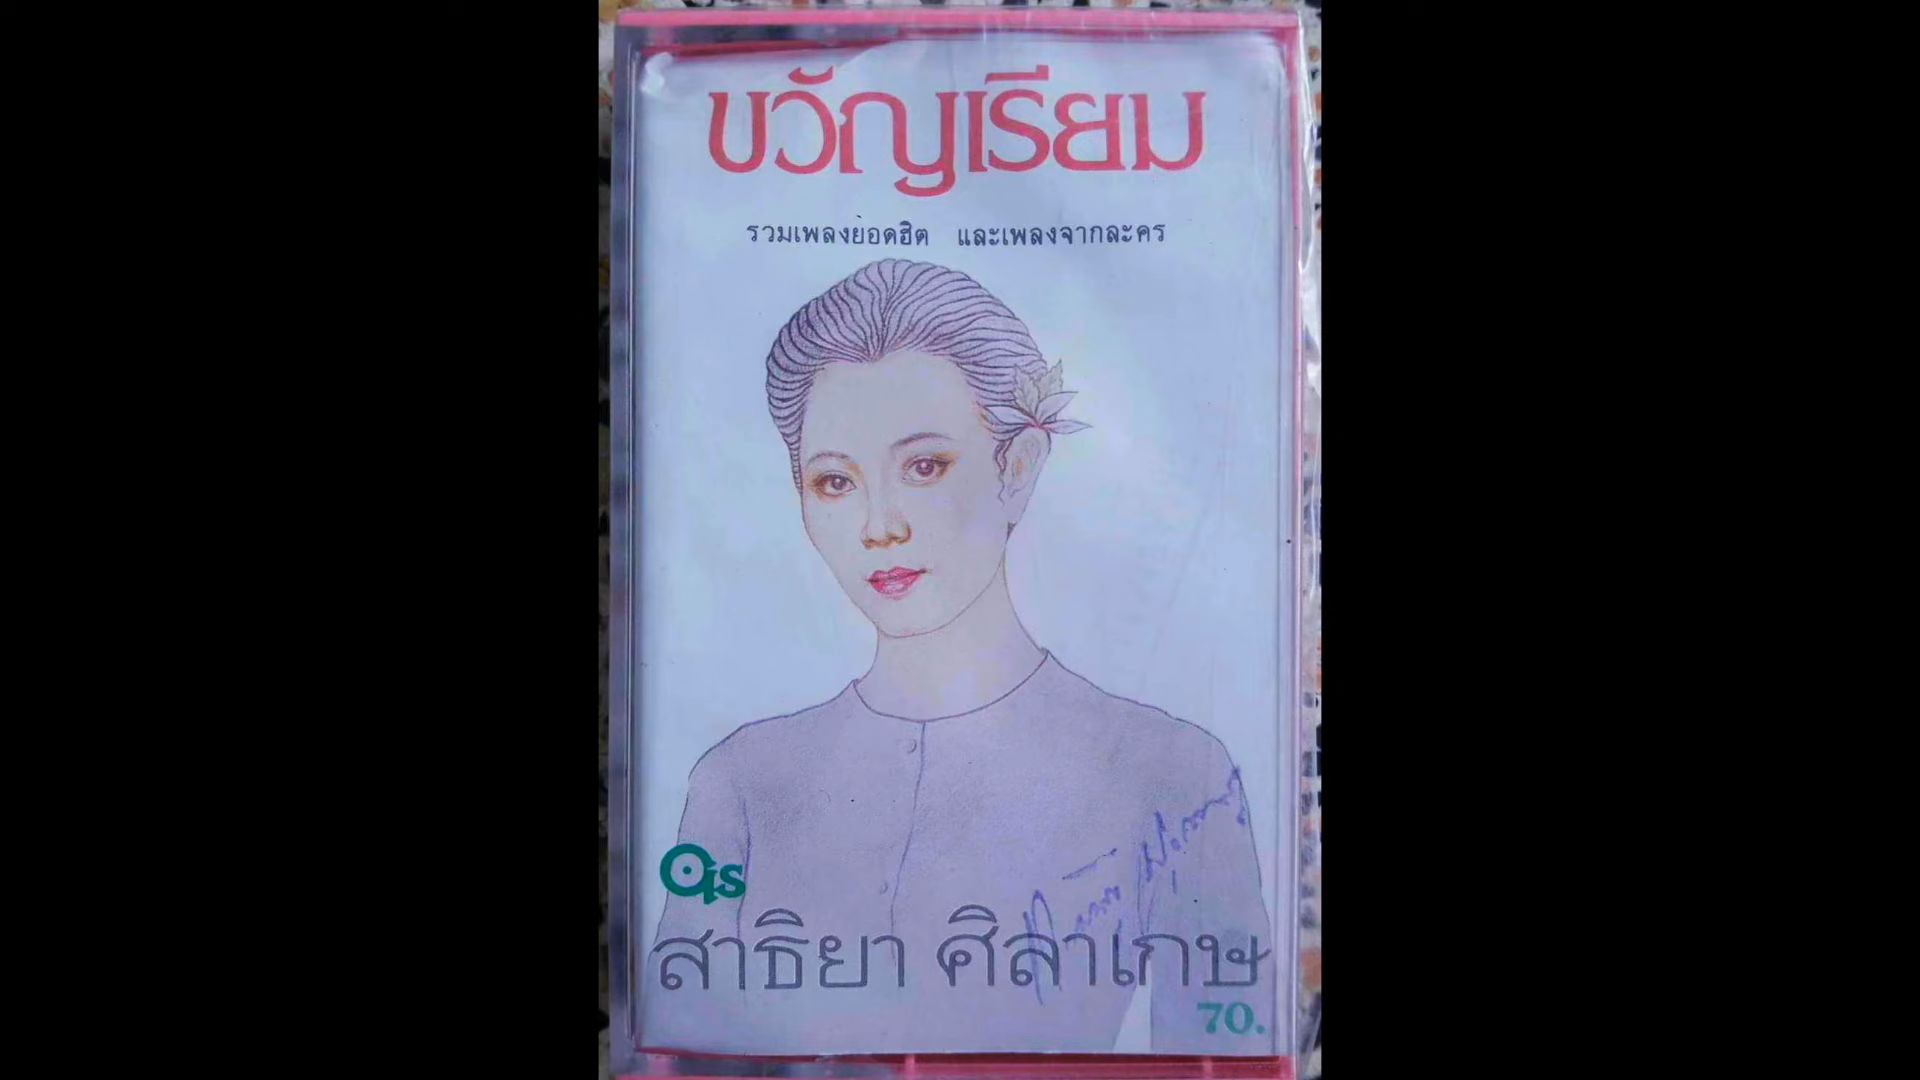 ขวัญเรียม
รวมเพลงยอดฮิต และเพลงจากละคร
สาธิยา ศิลาเกษ
70.